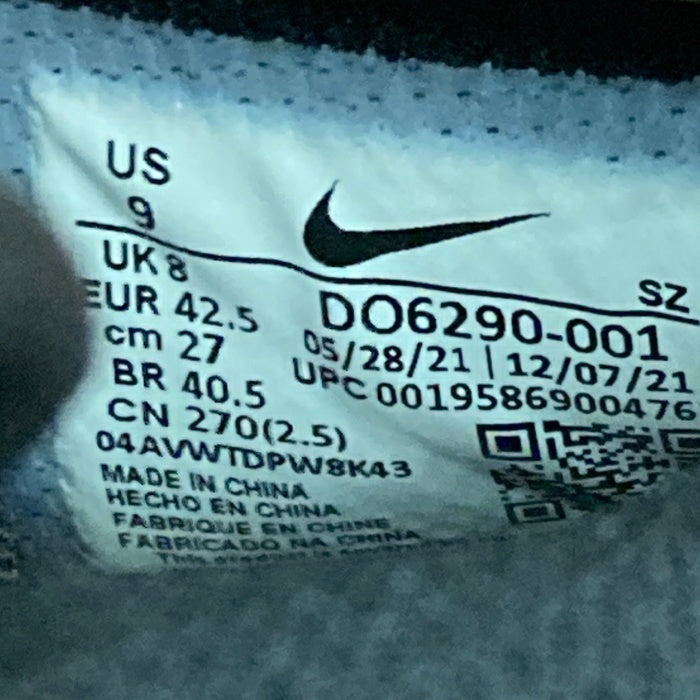 US
9
UK 8
EUR 42.5
cm 27
BR 40.5
CN 270(2.5)
04AVWTDPW8K43
MADE IN CHINA
HECHO EN CHINA
FABRIQUE EN CHINE
FABRICADO NA CHINA
This
SZ
DO6290-001
05/28/21 | 12/07/21
UPC 0019586900476